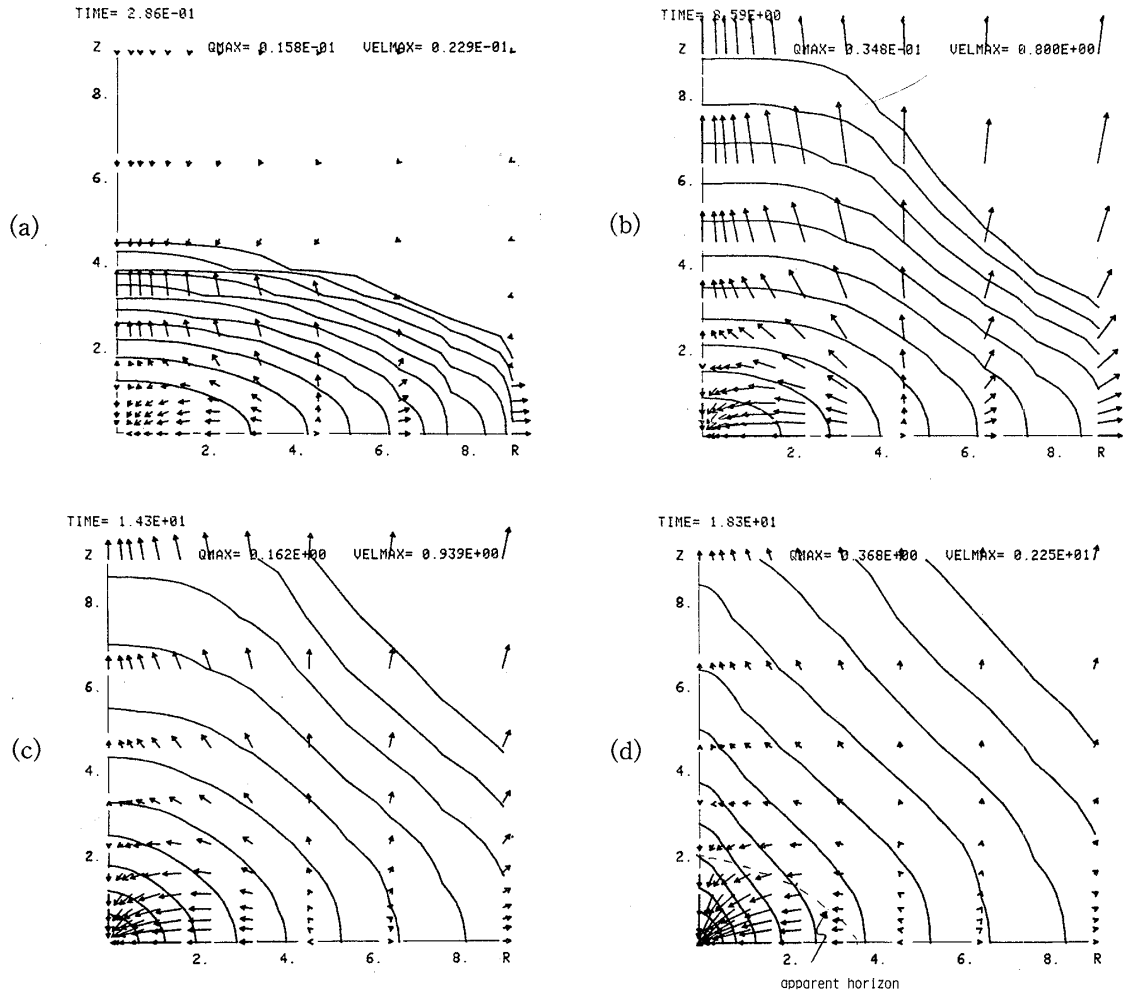 TIME= 2.86E-01
Z
QMAX= 0.158E-01 VELMAX= 0.229E-01
8.
6.
(a)
4.
2.
2. 4. 6. 8. R
TIME= 8.59E+00
Z
QMAX= 0.348E-01 VELMAX= 0.800E+00
8.
6.
(b)
4.
2.
2. 4. 6. 8. R
TIME= 1.43E+01
Z
QMAX= 0.162E+00 VELMAX= 0.939E+00
8.
6.
(c)
4.
2.
2. 4. 6. 8. R
TIME= 1.83E+01
Z
QMAX= 0.368E+00 VELMAX= 0.225E+01
8.
6.
(d)
4.
2.
2. 4. 6. 8. R
apparent horizon